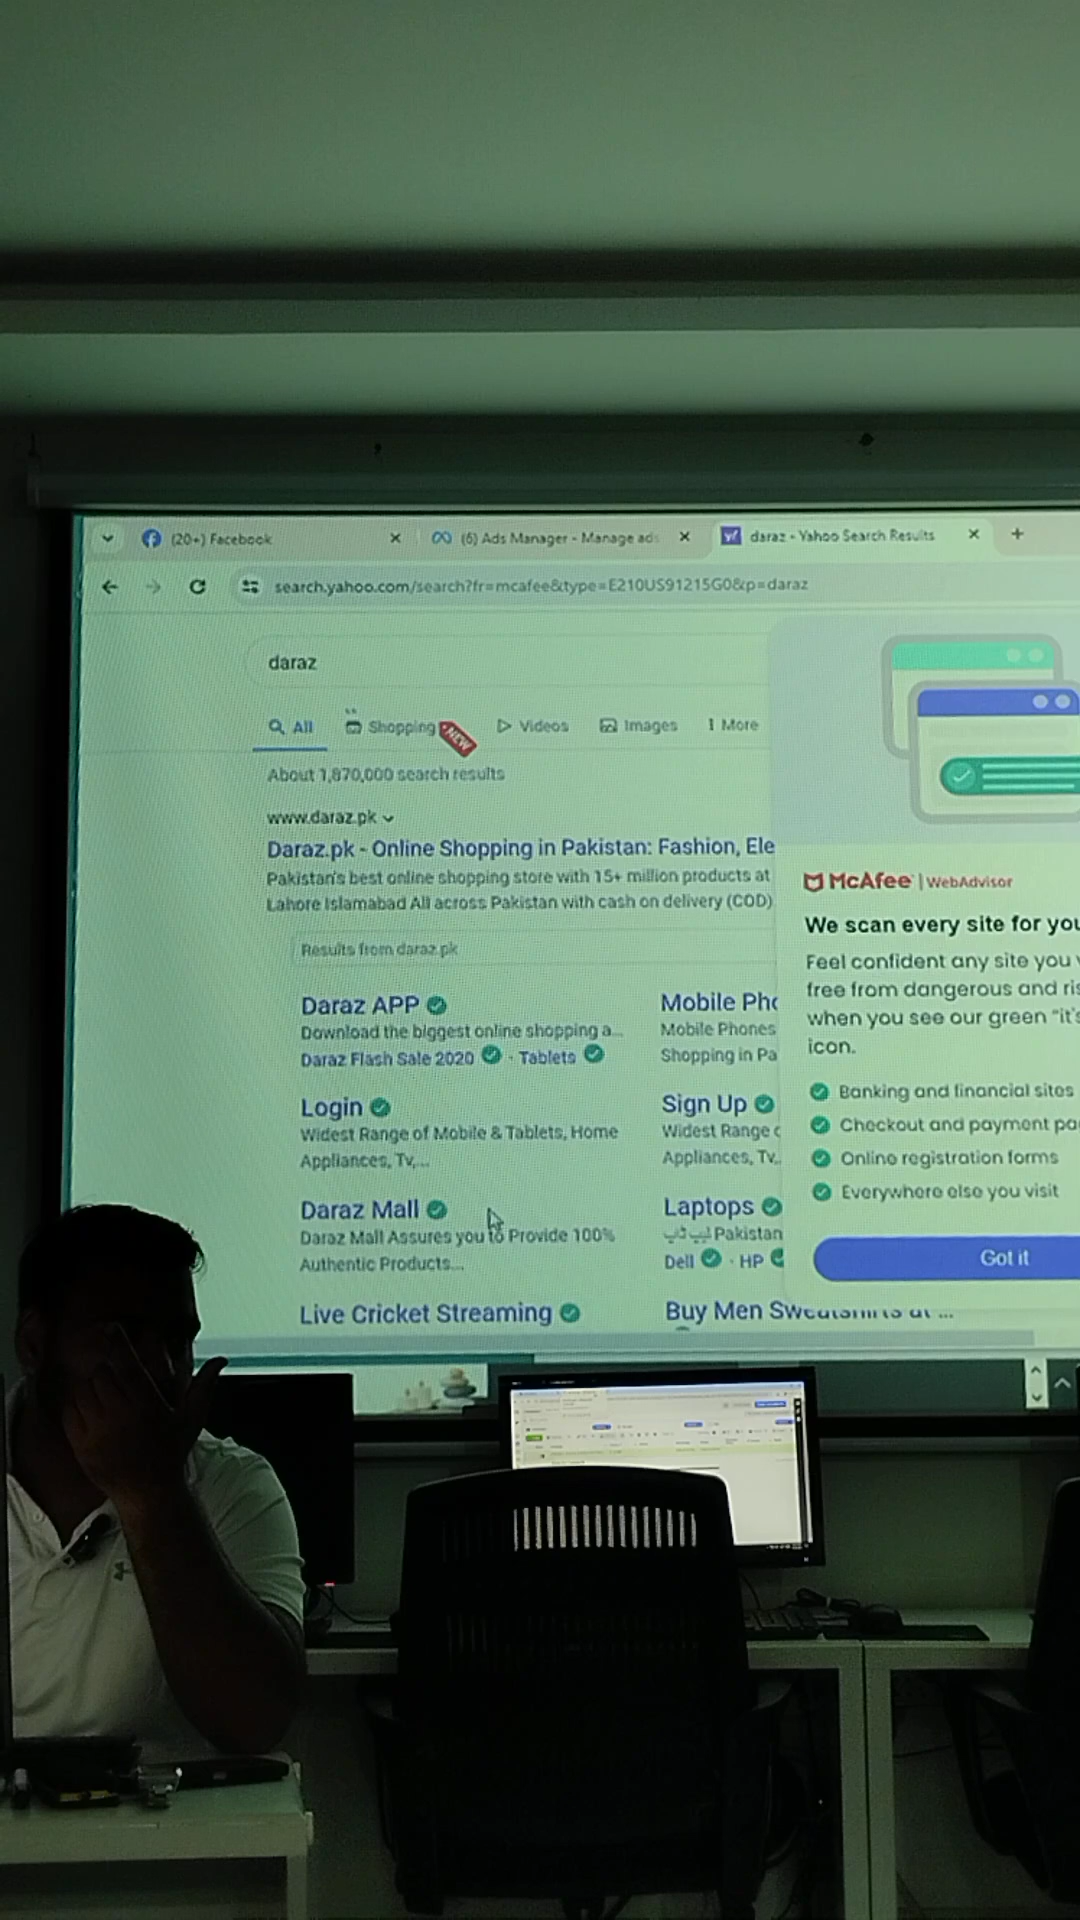 (20+) Facebook
(6) Ads Manager - Manage ads
daraz - Yahoo Search Results
search.yahoo.com/search?fr=mcafee&type=E210US91215G0&p=daraz
daraz
All
Shopping
NEW
Videos
Images
More
About 1,870,000 search results
www.daraz.pk
Daraz.pk - Online Shopping in Pakistan: Fashion, Ele
Pakistan's best online shopping store with 15+ million products at
Lahore Islamabad All across Pakistan with cash on delivery (COD)
Results from daraz.pk
Daraz APP
Download the biggest online shopping a...
Daraz Flash Sale 2020 · Tablets
Mobile Pho
Mobile Phones
Shopping in Pa
Login
Widest Range of Mobile & Tablets, Home
Appliances, Tv,...
Sign Up
Widest Range
Appliances, Tv..
Daraz Mall
Daraz Mall Assures you to Provide 100%
Authentic Products...
Laptops
لیپ ٹاپ Pakistan
Dell · HP
Live Cricket Streaming
Buy Men Sweatshirts at ...
McAfee | WebAdvisor
We scan every site for you
Feel confident any site you
free from dangerous and ris
when you see our green "it's
icon.
Banking and financial sites
Checkout and payment pa
Online registration forms
Everywhere else you visit
Got it